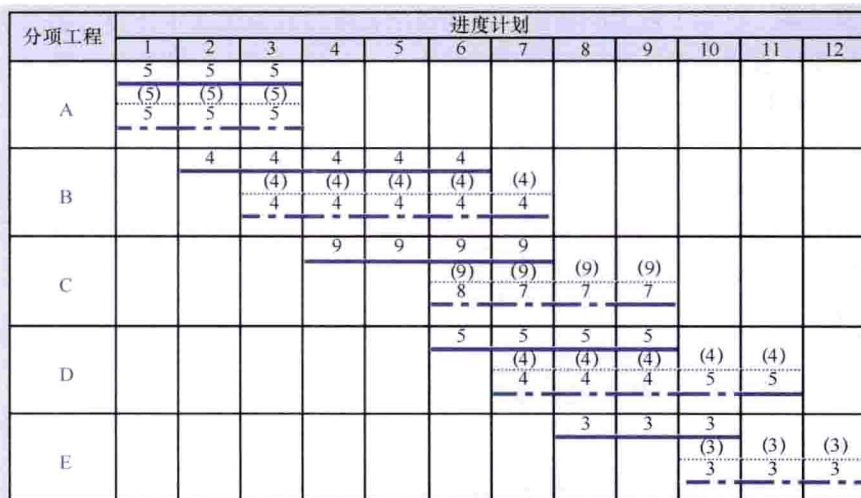 分项工程 进度计划
1 2 3 4 5 6 7 8 9 10 11 12
5 5 5
(5) (5) (5)
A
5 5 5
4 4 4 4 4
(4) (4) (4) (4) (4)
B
4 4 4 4 4
9 9 9 9
(9) (9) (9) (9)
C
8 7 7 7
5 5 5 5
(4) (4) (4) (4) (4)
D
4 4 4 5 5
3 3 3
(3) (3) (3)
E
3 3 3